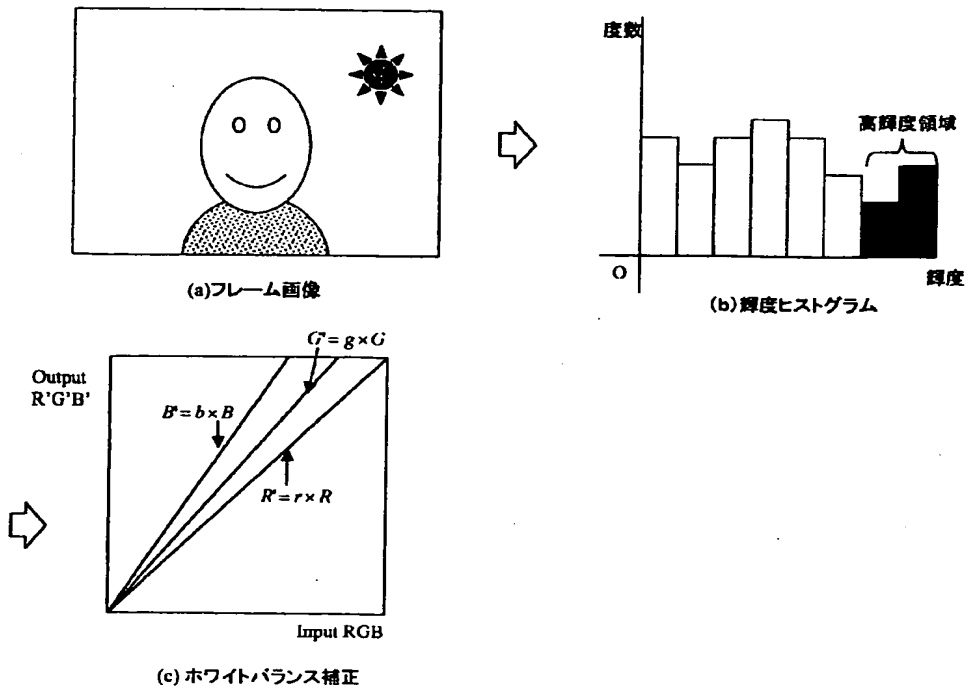 (a)フレーム画像
度数
高輝度領域
O
輝度
(b)輝度ヒストグラム
Output
R'G'B'
G'=g×G
B'=b×B
R'=r×R
Input RGB
(c) ホワイトバランス補正